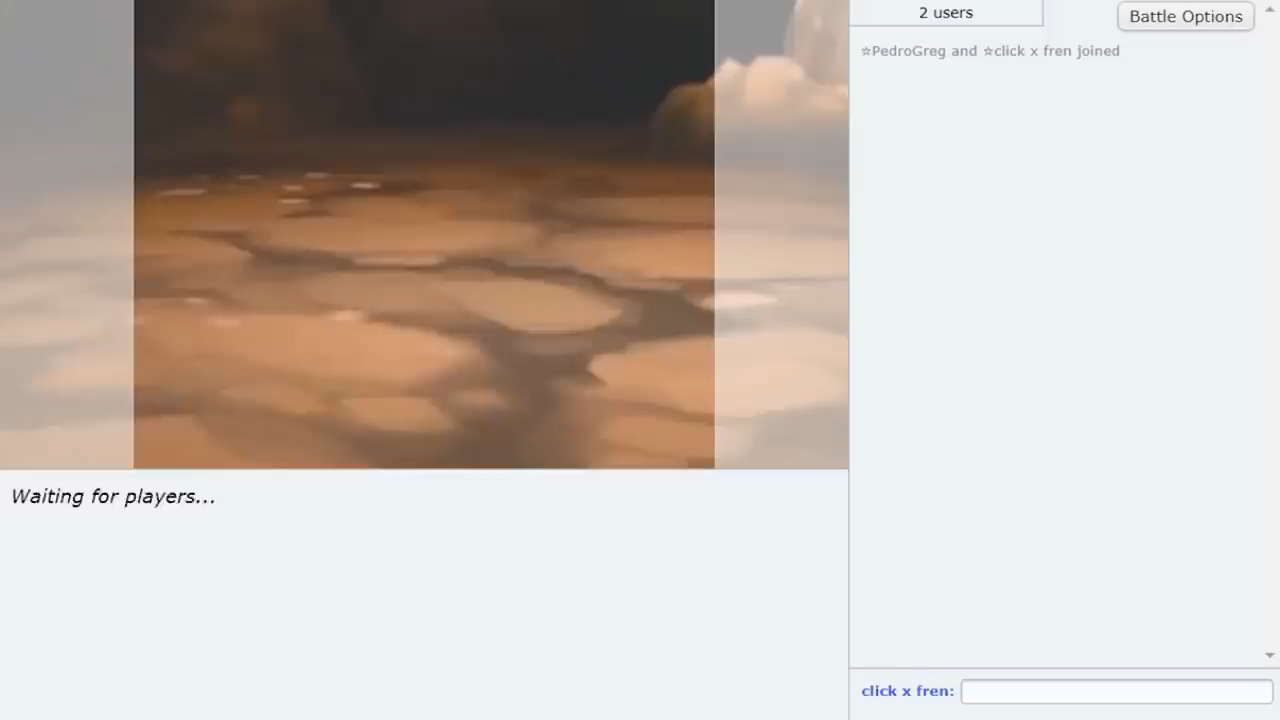 2 users
Battle Options
☆PedroGreg and ☆click x fren joined
Waiting for players...
click x fren: